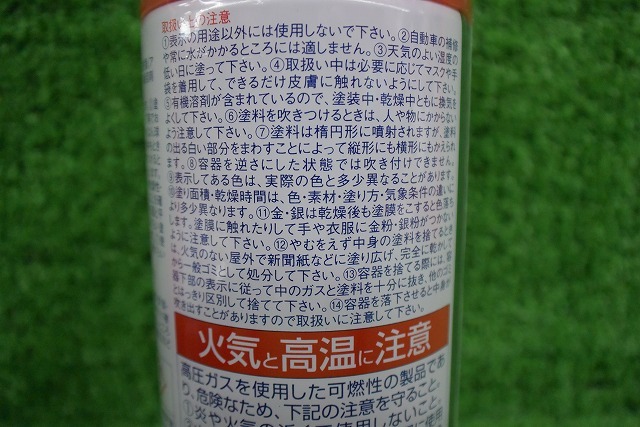 取扱い上の注意
①表示の用途以外には使用しないで下さい。②自動車の補修
や常に水がかかるところには適しません。③天気のよい湿度の
低い日に塗って下さい。④取扱い中は必要に応じてマスクや手
袋を着用して、できるだけ皮膚に触れないようにして下さい。
⑤有機溶剤が含まれているので、塗装中・乾燥中ともに換気を
よくして下さい。⑥塗料を吹きつけるときは、人や物にかからない
よう注意して下さい。⑦塗料は楕円形に噴射されますが、塗料
の出る白い部分をまわすことによって縦形にも横形にもかえられ
ます。⑧容器を逆さにした状態では吹き付けできません。
⑨表示してある色は、実際の色と多少異なることがあります。
⑩塗り面積・乾燥時間は、色・素材・塗り方・気象条件の違いに
より多少異なります。⑪金・銀は乾燥後も塗膜をこすると色落ち
します。塗膜に触れたりして手や衣服に金粉・銀粉がつかない
ように注意して下さい。⑫やむをえず中身の塗料を捨てるとき
は、火気のない屋外で新聞紙などに塗り広げ、完全に乾かして
から一般ゴミとして処分して下さい。⑬容器を捨てる際には、
幕下部の表示に従って中のガスと塗料を十分に抜き、他のゴミ
とはっきり区別して捨てて下さい。⑭容器を落下させると中身が
吹き出すことがありますので取扱いに注意して下さい。
火気と高温に注意
高圧ガスを使用した可燃性の製品であ
り、危険なため、下記の注意を守ること。
①炎や火気の近くで使用しないこと。